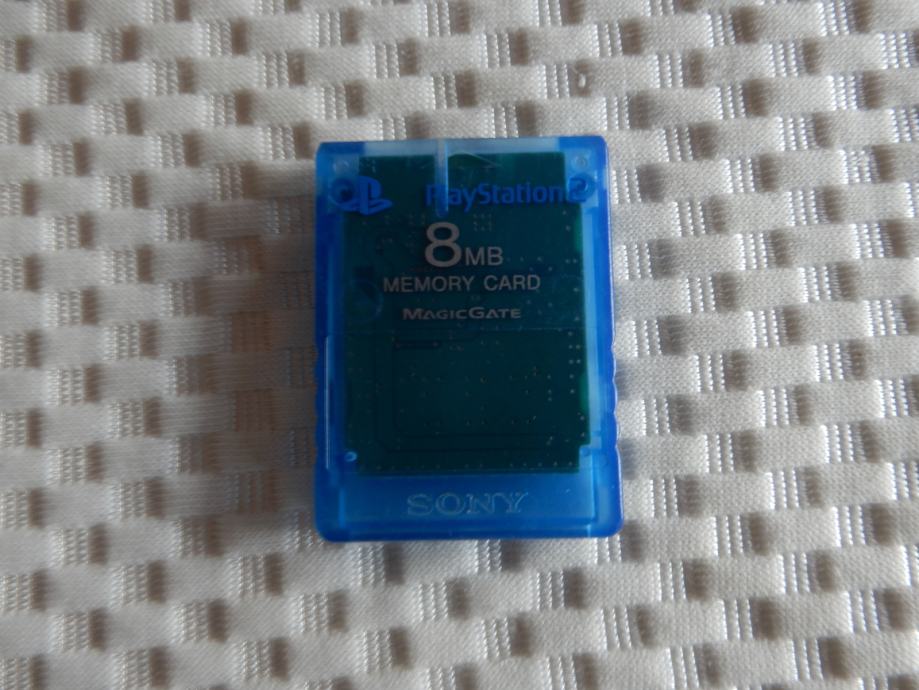 PlayStation 2
8MB
MEMORY CARD
MAGICGATE
SONY